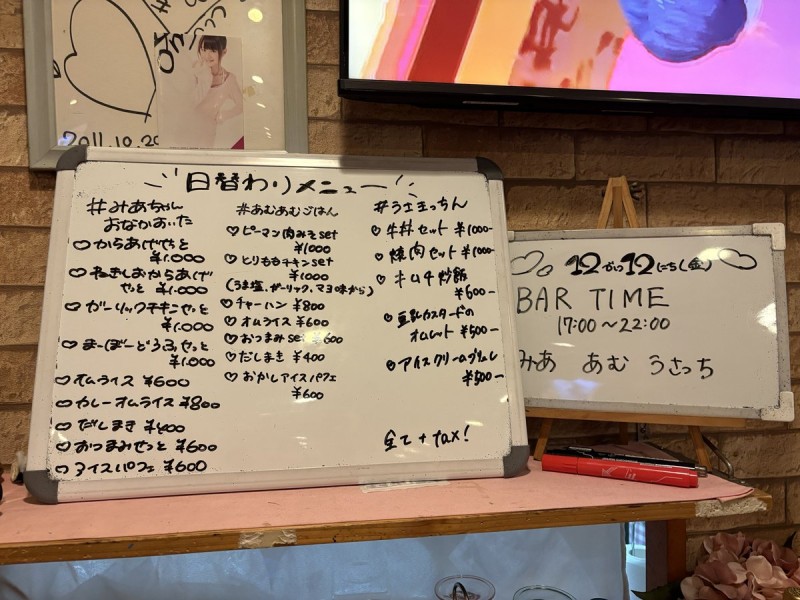 2011.10.20
日替わりメニュー
#みあちゃん
おなかあいた
♡からあげせっと
¥1.000
♡ねぎしおからあげ
せっと ¥1.000
♡ガーリックチキンせっと
¥1.000
♡まーぼーどうふせっと
¥1.000
♡オムライス ¥600
♡カレーオムライス ¥800
♡だしまき ¥400
♡おつまみせっと ¥600
♡アイスパフェ ¥600
#あむあむごはん
♡ピーマン肉みそset
¥1000
♡とりももチキンset
¥1000
(うま塩、ガーリック、マヨ味から)
♡チャーハン ¥800
♡オムライス ¥600
♡おつまみset ¥600
♡だしまき ¥400
♡おかしアイスパフェ
¥600
♡牛丼セット ¥1000-
♡焼肉セット ¥1000-
♡キムチ炒飯
¥600-
♡豆乳カスタードの
オムレット ¥500-
♡アイスクリームブリュレ
¥500-
全て + tax!
12がつ12にち(金)
BAR TIME
17:00〜22:00
みあ あむ うさっち